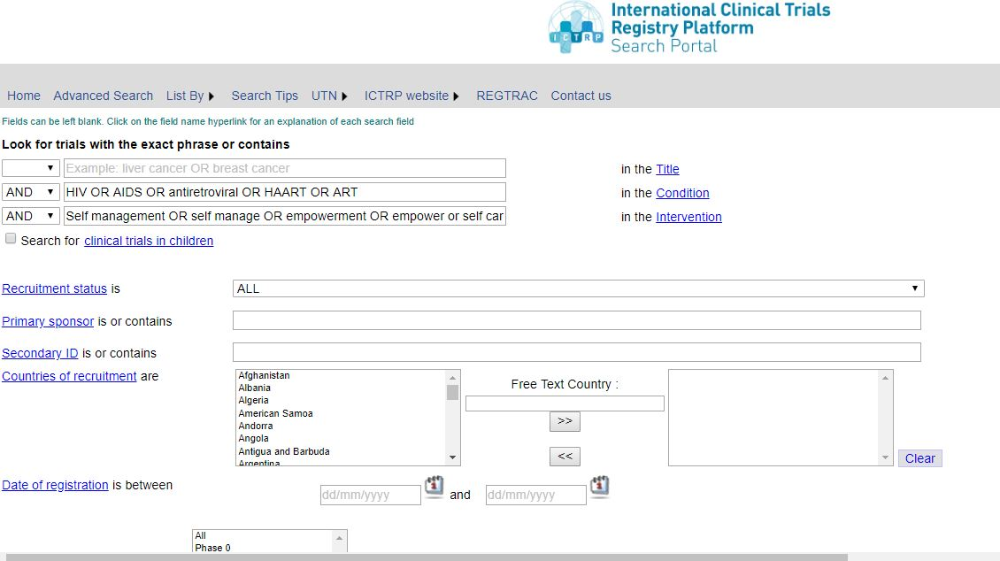 International Clinical Trials
Registry Platform
ICTRP
Search Portal
Home Advanced Search List By Search Tips UTN ICTRP website REGTRAC Contact us
Fields can be left blank. Click on the field name hyperlink for an explanation of each search field
Look for trials with the exact phrase or contains
Example: liver cancer OR breast cancer in the Title
AND HIV OR AIDS OR antiretroviral OR HAART OR ART in the Condition
AND Self management OR self manage OR empowerment OR empower or self car in the Intervention
Search for clinical trials in children
Recruitment status is ALL
Primary sponsor is or contains
Secondary ID is or contains
Countries of recruitment are
Afghanistan
Albania
Algeria
American Samoa
Andorra
Angola
Antigua and Barbuda
Argentina
Free Text Country :
>>
<<
Clear
Date of registration is between dd/mm/yyyy 1 and dd/mm/yyyy 1
All
Phase 0